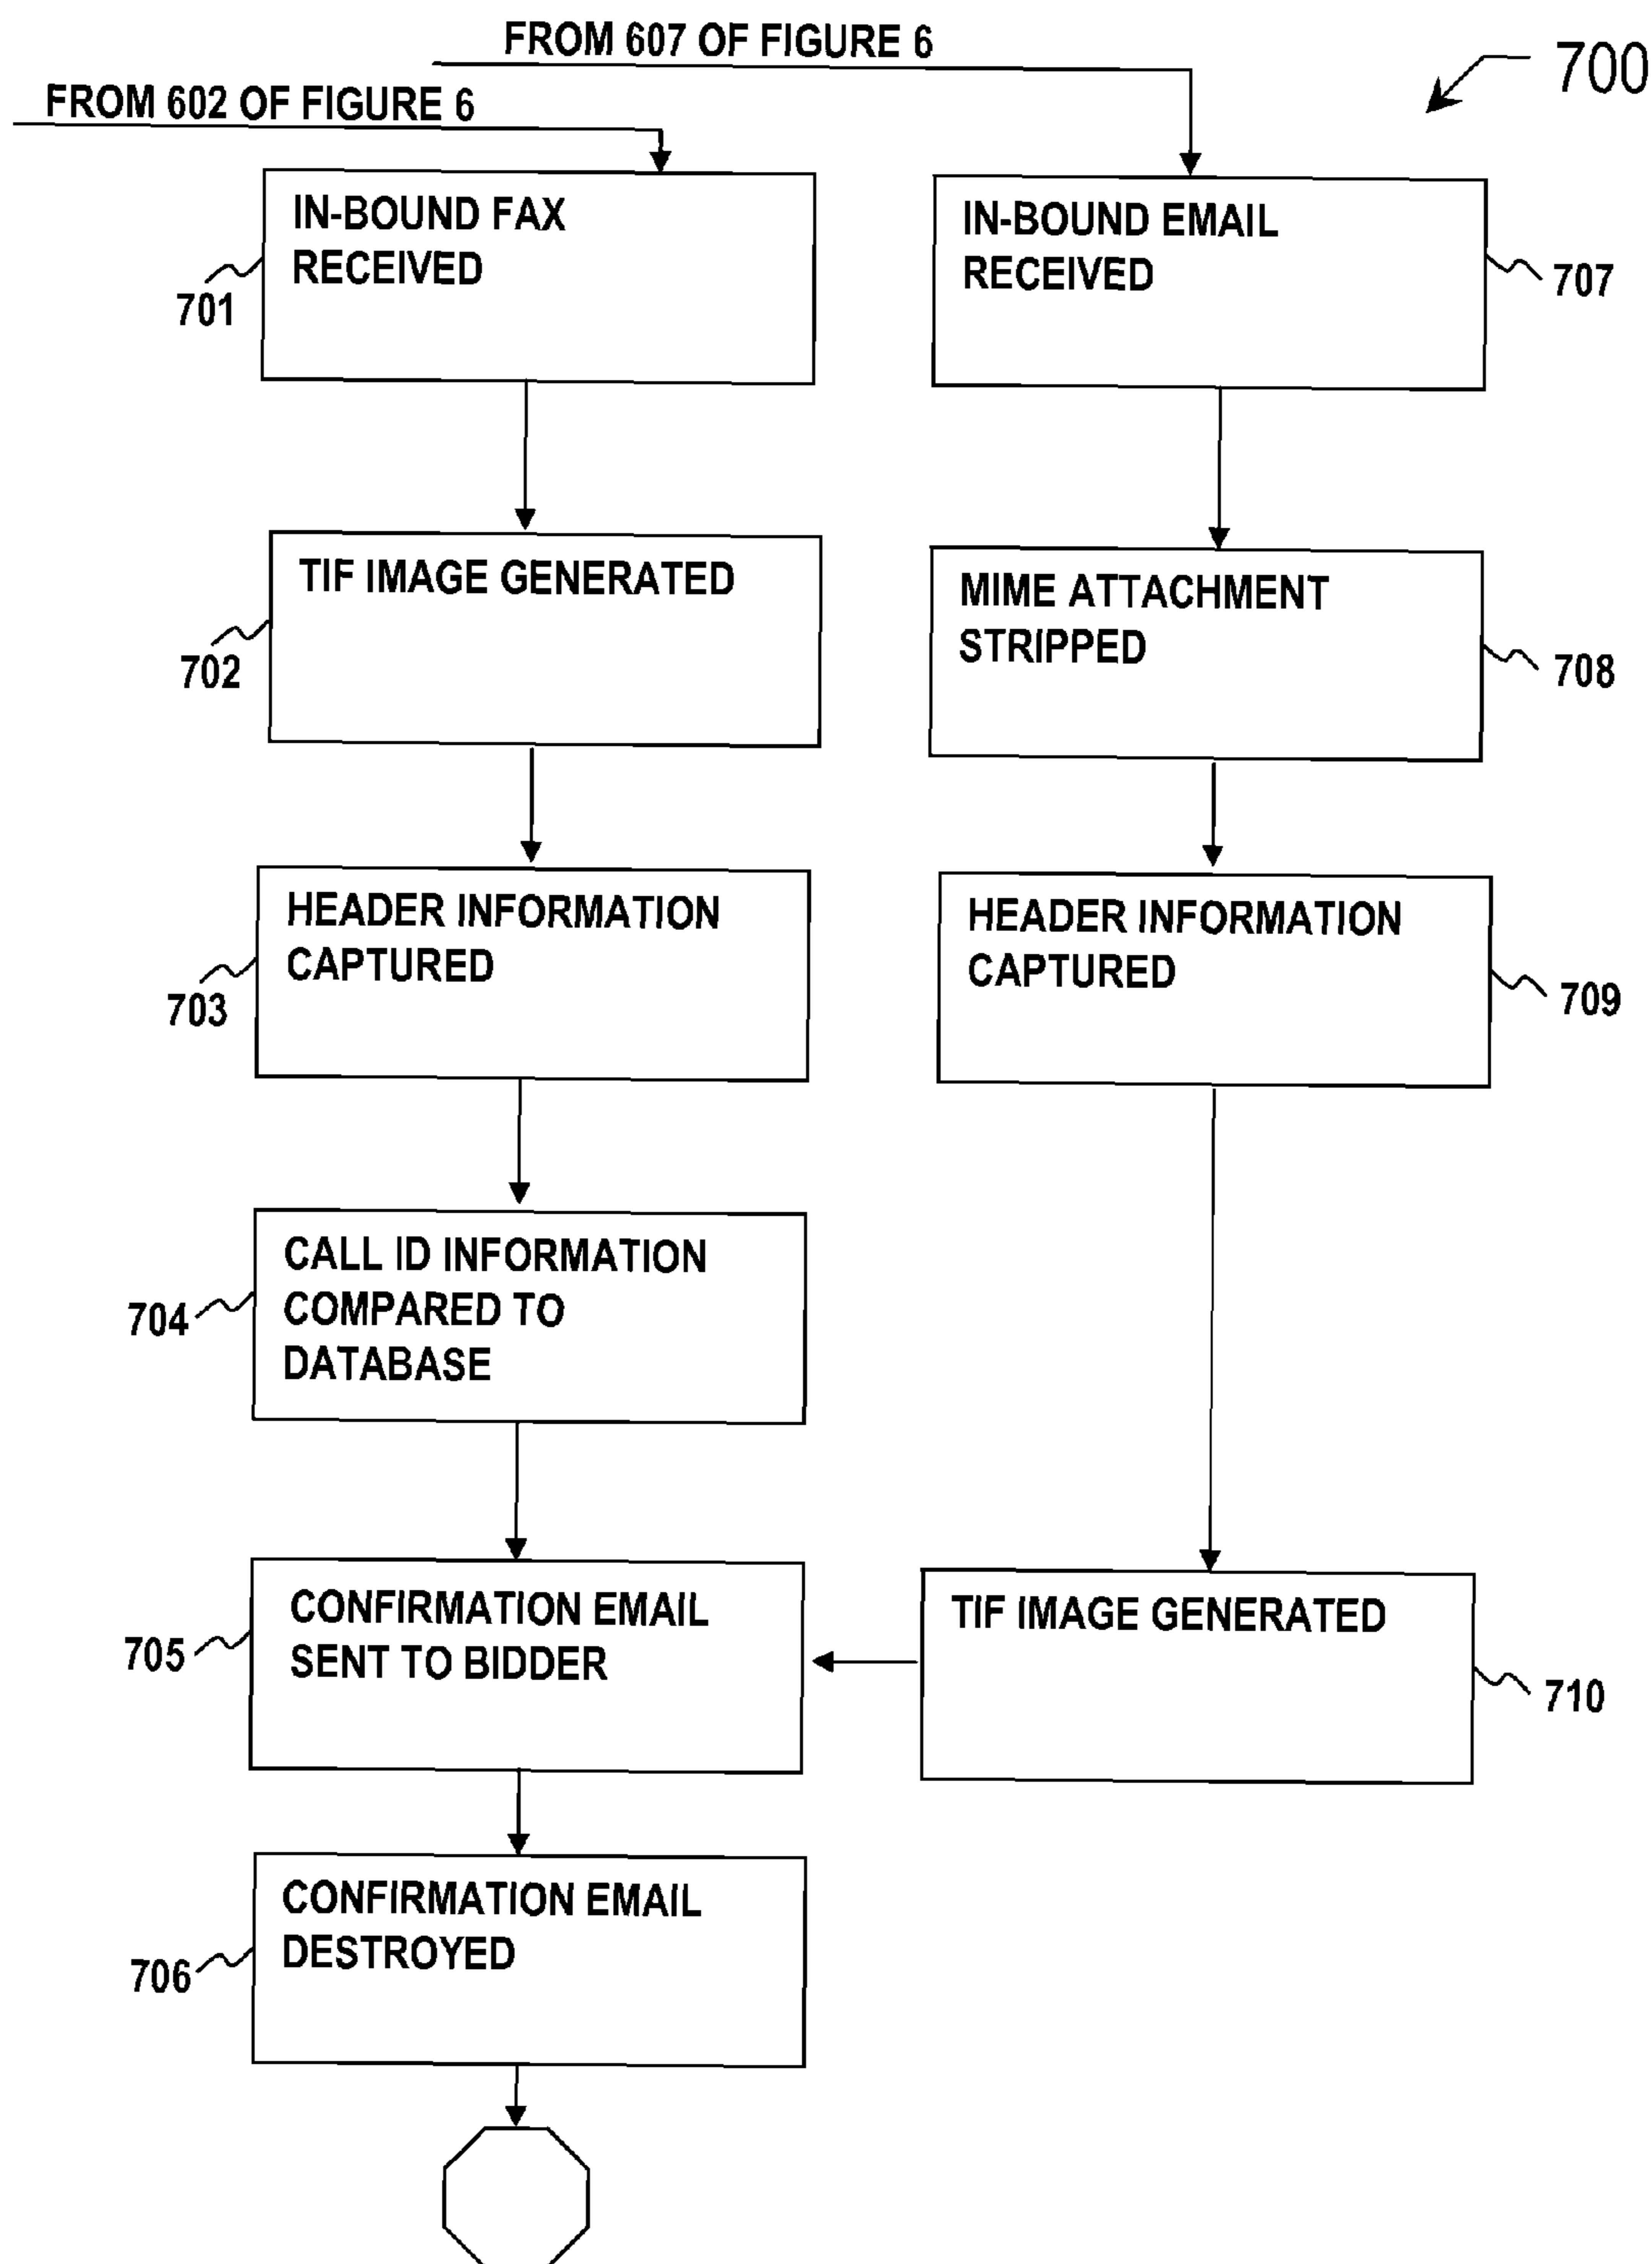 FROM 607 OF FIGURE 6
700
FROM 602 OF FIGURE 6
IN-BOUND FAX
RECEIVED
701
IN-BOUND EMAIL
RECEIVED
707
TIF IMAGE GENERATED
702
MIME ATTACHMENT
STRIPPED
708
HEADER INFORMATION
CAPTURED
703
HEADER INFORMATION
CAPTURED
709
CALL ID INFORMATION
COMPARED TO
DATABASE
704
CONFIRMATION EMAIL
SENT TO BIDDER
705
TIF IMAGE GENERATED
710
CONFIRMATION EMAIL
DESTROYED
706